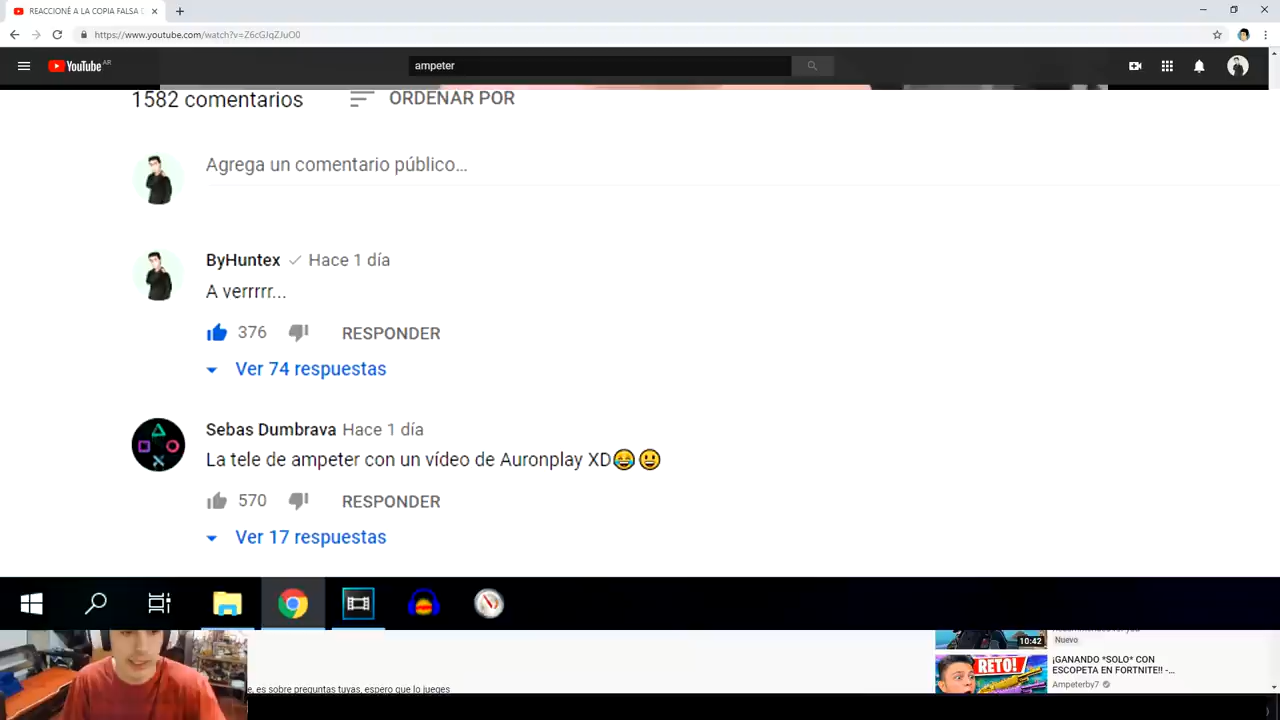 REACCIONÉ A LA COPIA FALSA D
https://www.youtube.com/watch?v=Z6cGJqZJuO0
YouTube AR
ampeter
1582 comentarios
ORDENAR POR
Agrega un comentario público...
ByHuntex Hace 1 día
A verrrrr...
376 RESPONDER
Ver 74 respuestas
Sebas Dumbrava Hace 1 día
La tele de ampeter con un vídeo de Auronplay XD😂😃
570 RESPONDER
Ver 17 respuestas
10:42
Nuevo
RETO!
¡GANANDO *SOLO* CON
ESCOPETA EN FORTNITE!! -...
Ampeterby7
e, es sobre preguntas tuyas, espero que lo jueges